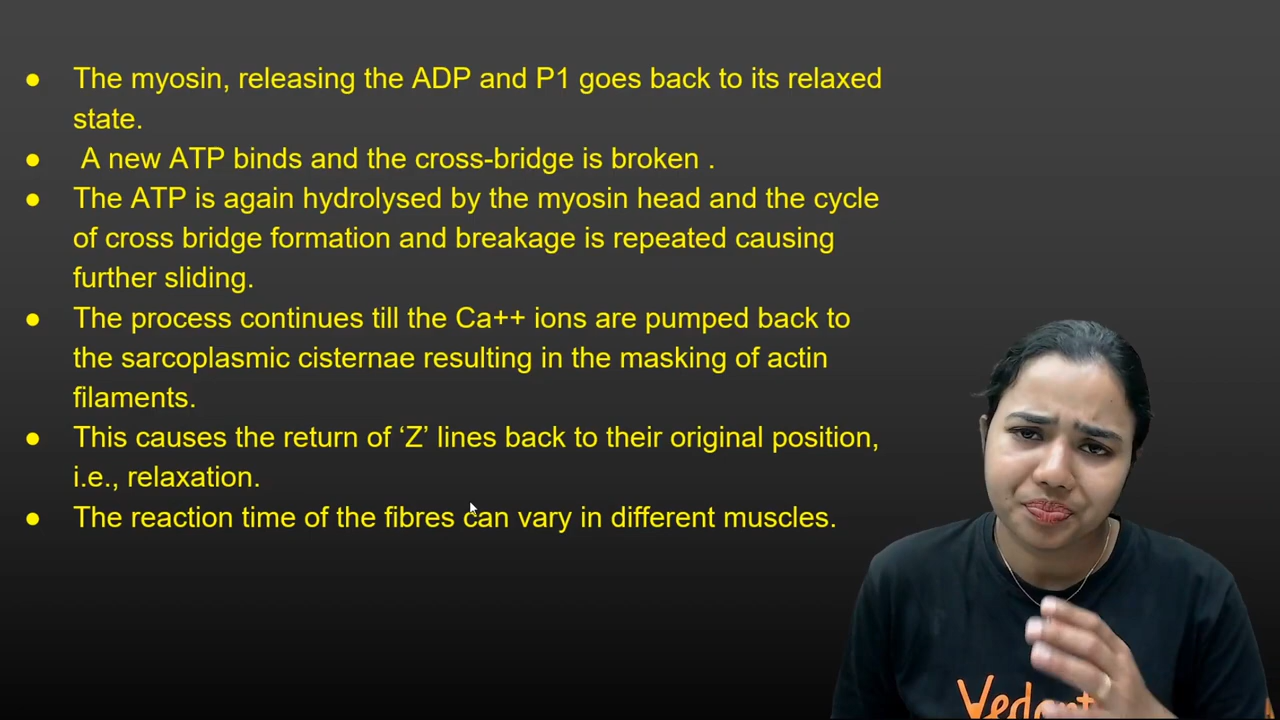 ● The myosin, releasing the ADP and P1 goes back to its relaxed
state.
● A new ATP binds and the cross-bridge is broken .
● The ATP is again hydrolysed by the myosin head and the cycle
of cross bridge formation and breakage is repeated causing
further sliding.
● The process continues till the Ca++ ions are pumped back to
the sarcoplasmic cisternae resulting in the masking of actin
filaments.
● This causes the return of ‘Z’ lines back to their original position,
i.e., relaxation.
● The reaction time of the fibres can vary in different muscles.